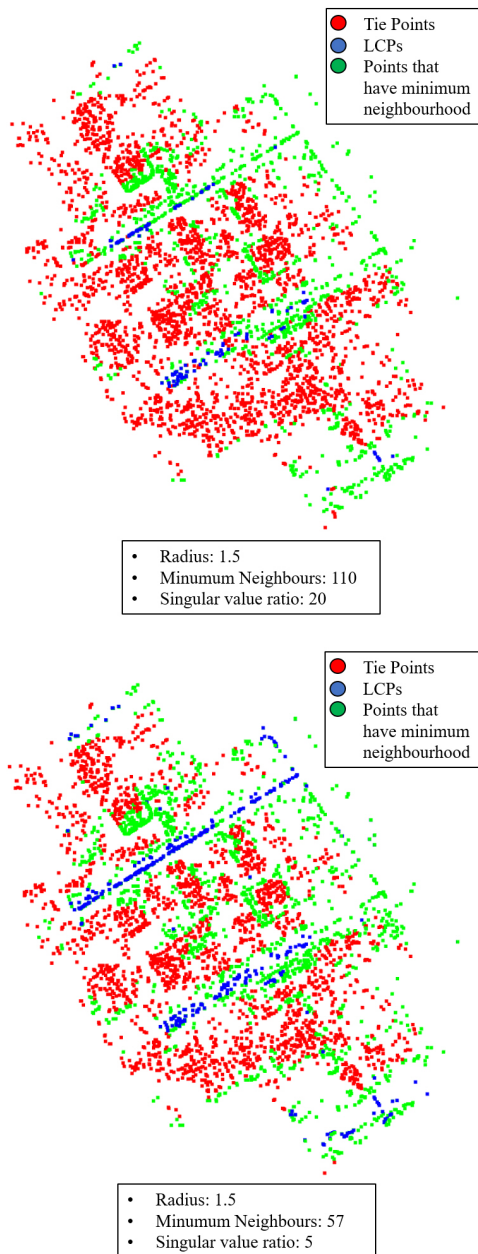 Tie Points
LCPs
Points that
have minimum
neighbourhood
• Radius: 1.5
• Minumum Neighbours: 110
• Singular value ratio: 20
Tie Points
LCPs
Points that
have minimum
neighbourhood
• Radius: 1.5
• Minumum Neighbours: 57
• Singular value ratio: 5